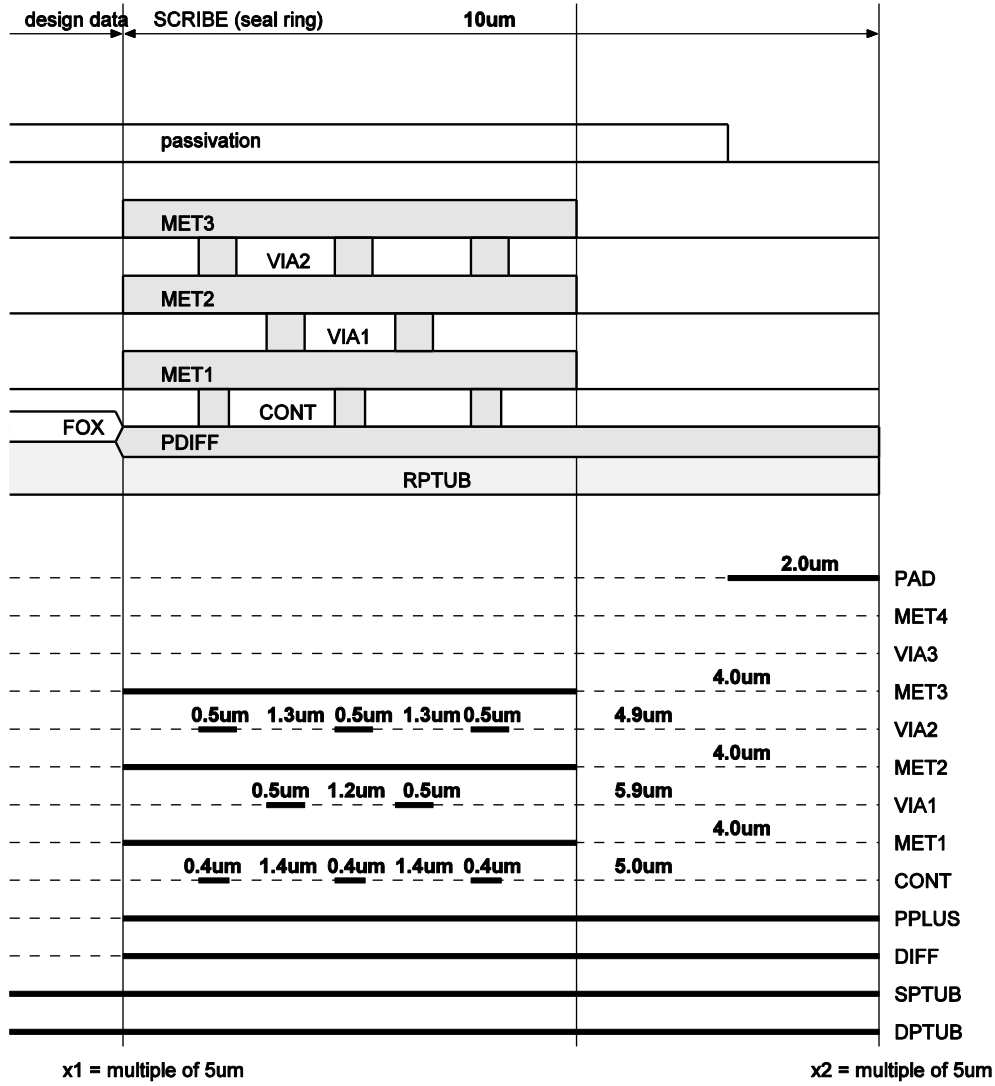 design data SCRIBE (seal ring) 10um
passivation
MET3
VIA2
MET2
VIA1
MET1
CONT
FOX
PDIFF
RPTUB
2.0um
PAD
MET4
VIA3
4.0um
MET3
0.5um 1.3um 0.5um 1.3um 0.5um 4.9um
VIA2
4.0um
MET2
0.5um 1.2um 0.5um 5.9um
VIA1
4.0um
MET1
0.4um 1.4um 0.4um 1.4um 0.4um 5.0um
CONT
PPLUS
DIFF
SPTUB
DPTUB
x1 = multiple of 5um x2 = multiple of 5um